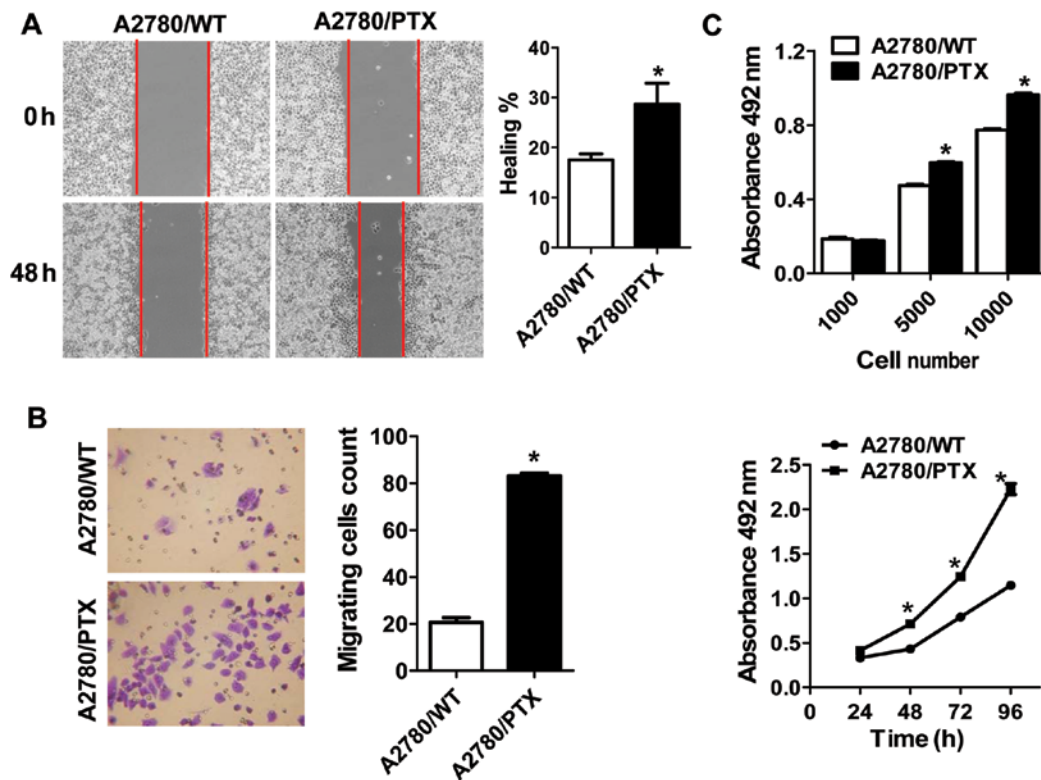 A
A2780/WT
A2780/PTX
0h
48h
Healing %
40
30
20
10
0
*
A2780/WT
A2780/PTX
C
A2780/WT
A2780/PTX
Absorbance 492 nm
1.2
0.8
0.4
0.0
*
*
1000
5000
10000
Cell number
B
A2780/WT
A2780/PTX
Migrating cells count
100
80
60
40
20
0
*
A2780/WT
A2780/PTX
A2780/WT
A2780/PTX
Absorbance 492 nm
2.5
2.0
1.5
1.0
0.5
0.0
*
*
*
0
24
48
72
96
Time (h)